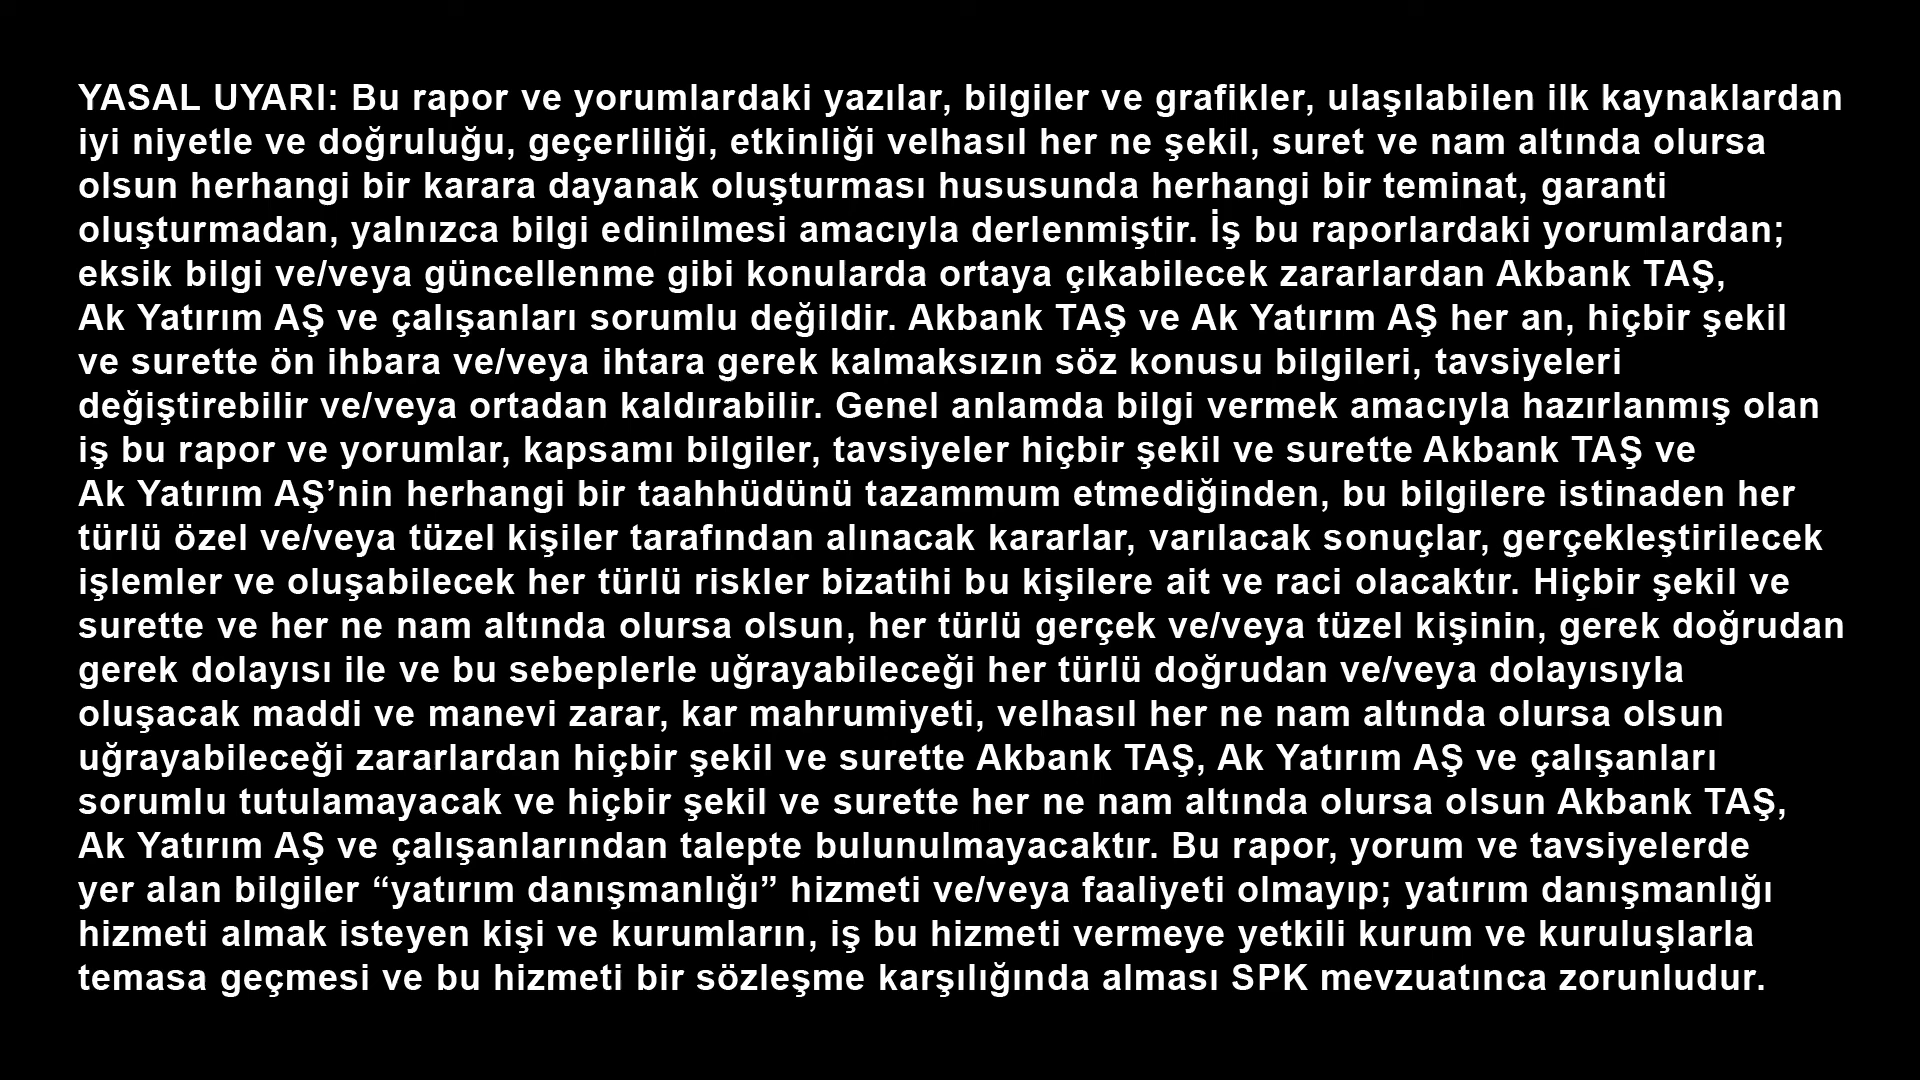 YASAL UYARI: Bu rapor ve yorumlardaki yazılar, bilgiler ve grafikler, ulaşılabilen ilk kaynaklardan
iyi niyetle ve doğruluğu, geçerliliği, etkinliği velhasıl her ne şekil, suret ve nam altında olursa
olsun herhangi bir karara dayanak oluşturması hususunda herhangi bir teminat, garanti
oluşturmadan, yalnızca bilgi edinilmesi amacıyla derlenmiştir. İş bu raporlardaki yorumlardan;
eksik bilgi ve/veya güncellenme gibi konularda ortaya çıkabilecek zararlardan Akbank TAŞ,
Ak Yatırım AŞ ve çalışanları sorumlu değildir. Akbank TAŞ ve Ak Yatırım AŞ her an, hiçbir şekil
ve surette ön ihbara ve/veya ihtara gerek kalmaksızın söz konusu bilgileri, tavsiyeleri
değiştirebilir ve/veya ortadan kaldırabilir. Genel anlamda bilgi vermek amacıyla hazırlanmış olan
iş bu rapor ve yorumlar, kapsamı bilgiler, tavsiyeler hiçbir şekil ve surette Akbank TAŞ ve
Ak Yatırım AŞ’nin herhangi bir taahhüdünü tazammum etmediğinden, bu bilgilere istinaden her
türlü özel ve/veya tüzel kişiler tarafından alınacak kararlar, varılacak sonuçlar, gerçekleştirilecek
işlemler ve oluşabilecek her türlü riskler bizatihi bu kişilere ait ve raci olacaktır. Hiçbir şekil ve
surette ve her ne nam altında olursa olsun, her türlü gerçek ve/veya tüzel kişinin, gerek doğrudan
gerek dolayısı ile ve bu sebeplerle uğrayabileceği her türlü doğrudan ve/veya dolayısıyla
oluşacak maddi ve manevi zarar, kar mahrumiyeti, velhasıl her ne nam altında olursa olsun
uğrayabileceği zararlardan hiçbir şekil ve surette Akbank TAŞ, Ak Yatırım AŞ ve çalışanları
sorumlu tutulamayacak ve hiçbir şekil ve surette her ne nam altında olursa olsun Akbank TAŞ,
Ak Yatırım AŞ ve çalışanlarından talepte bulunulmayacaktır. Bu rapor, yorum ve tavsiyelerde
yer alan bilgiler “yatırım danışmanlığı” hizmeti ve/veya faaliyeti olmayıp; yatırım danışmanlığı
hizmeti almak isteyen kişi ve kurumların, iş bu hizmeti vermeye yetkili kurum ve kuruluşlarla
temasa geçmesi ve bu hizmeti bir sözleşme karşılığında alması SPK mevzuatınca zorunludur.